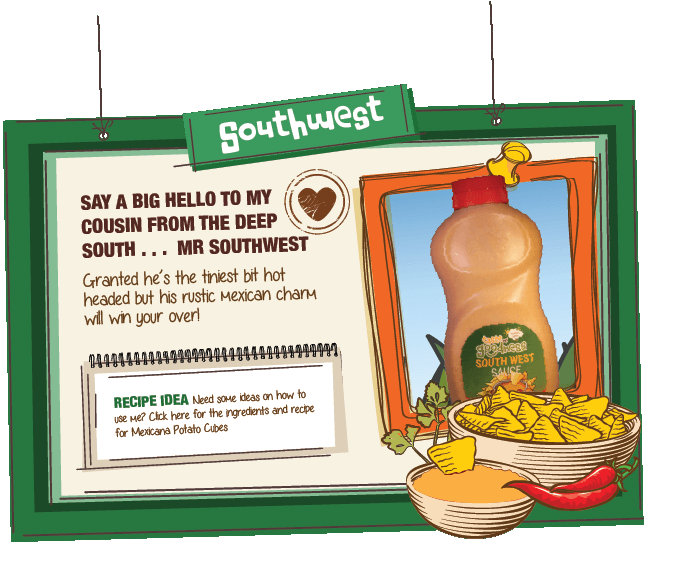 Southwest
SAY A BIG HELLO TO MY
COUSIN FROM THE DEEP
SOUTH . . . MR SOUTHWEST
Granted he's the tiniest bit hot
headed but his rustic Mexican charm
will win your over!
RECIPE IDEA Need some ideas on how to
use me? Click here for the ingredients and recipe
for Mexicana Potato Cubes
goodness
SOUTH WEST
SAUCE